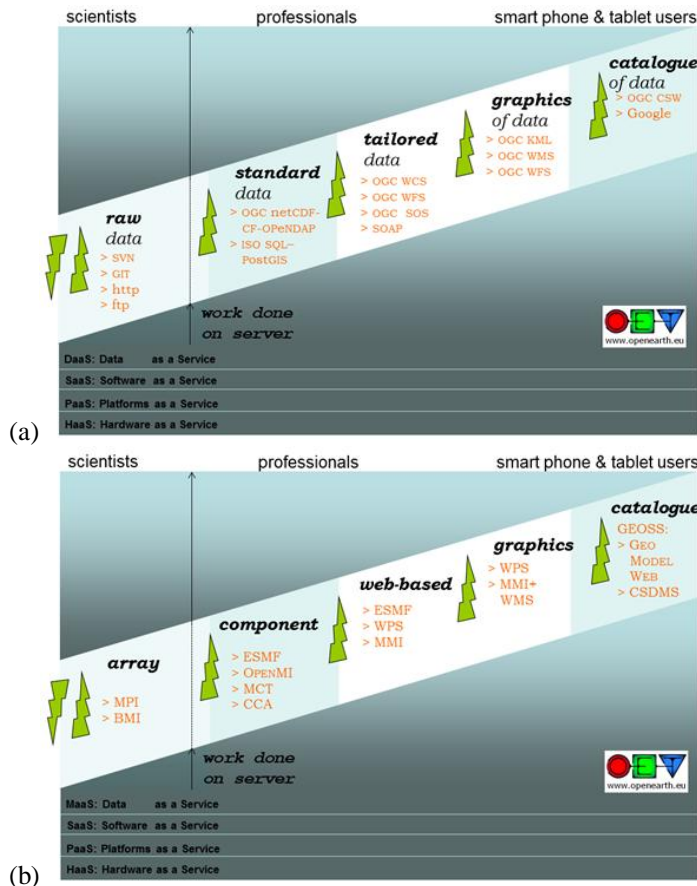 scientists professionals smart phone & tablet users
catalogue
of data
> OGC CSW
> Google
graphics
of data
> OGC KML
> OGC WMS
> OGC WFS
tailored
data
> OGC WCS
> OGC WFS
> OGC SOS
> SOAP
standard
data
> OGC netCDF-
CF-OPeNDAP
> ISO SQL–
PostGIS
raw
data
> SVN
> GIT
> http
> ftp
work done
on server
www.openearth.eu
DaaS: Data as a Service
SaaS: Software as a Service
PaaS: Platforms as a Service
HaaS: Hardware as a Service
(a)
scientists professionals smart phone & tablet users
catalogue
GEOSS:
> GEO
MODEL
WEB
> CSDMS
graphics
> WPS
> MMI+
WMS
web-based
> ESMF
> WPS
> MMI
component
> ESMF
> OPENMI
> MCT
> CCA
array
> MPI
> BMI
work done
on server
www.openearth.eu
MaaS: Data as a Service
SaaS: Software as a Service
PaaS: Platforms as a Service
HaaS: Hardware as a Service
(b)